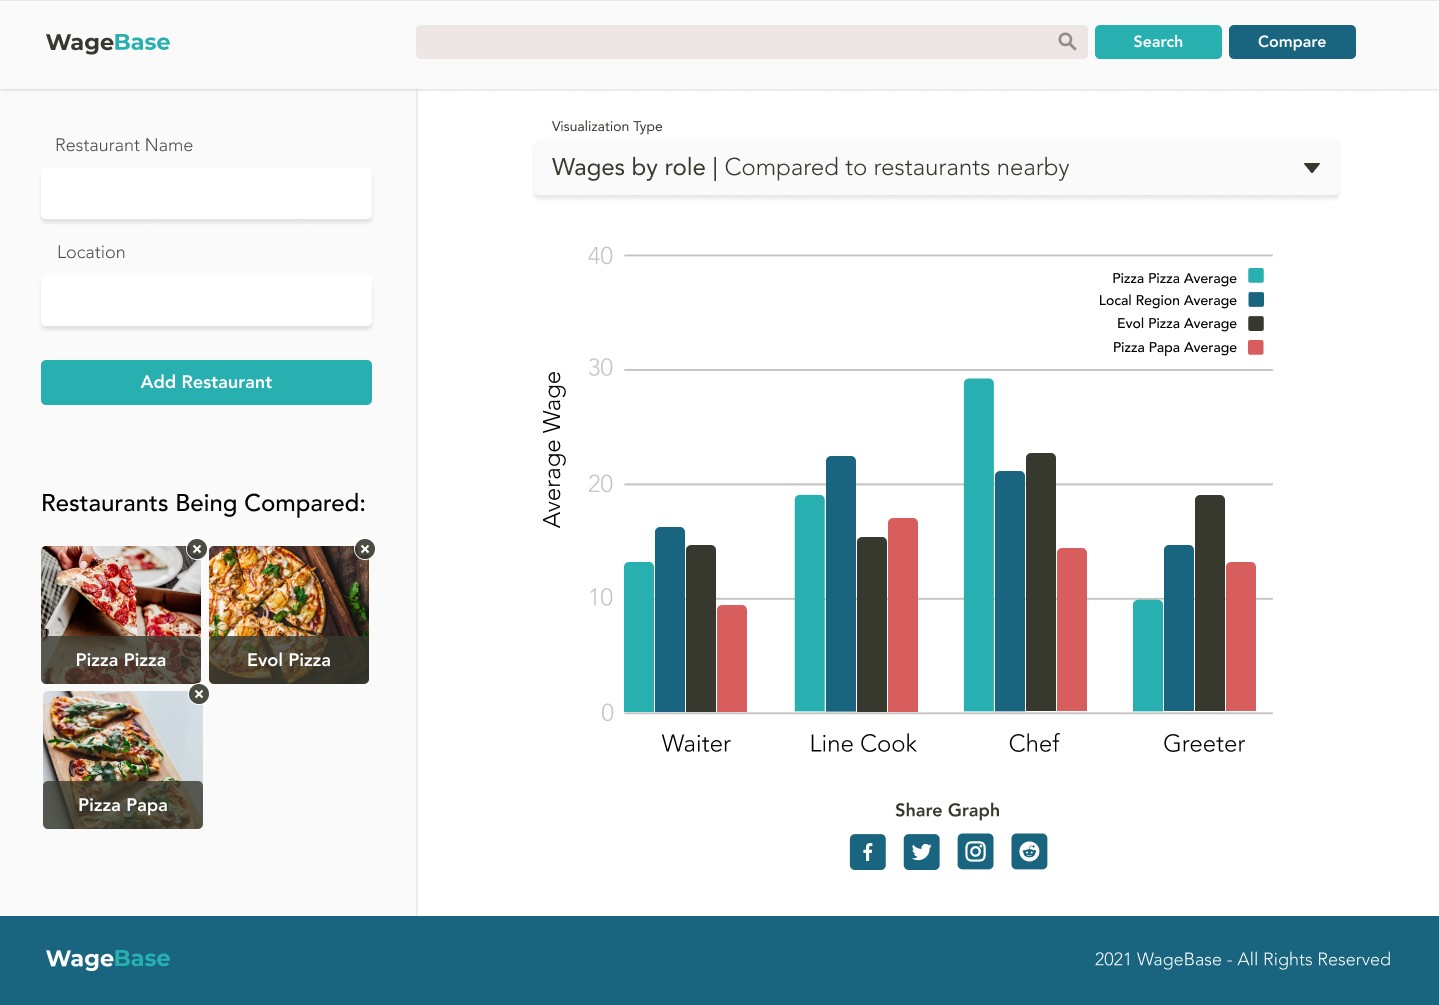 WageBase
Search
Compare
Restaurant Name
Location
Add Restaurant
Restaurants Being Compared:
Pizza Pizza
Evol Pizza
Pizza Papa
Visualization Type
Wages by role | Compared to restaurants nearby
40
30
20
10
0
Average Wage
Pizza Pizza Average
Local Region Average
Evol Pizza Average
Pizza Papa Average
Waiter
Line Cook
Chef
Greeter
Share Graph
WageBase
2021 WageBase - All Rights Reserved